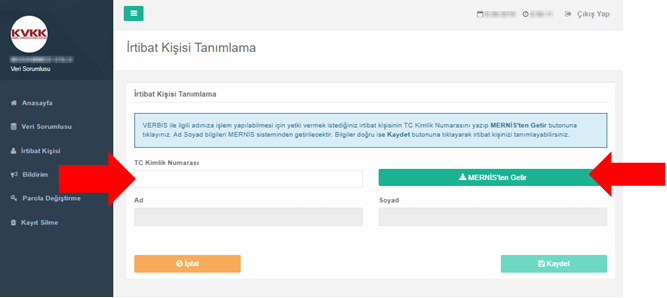 Çıkış Yap
KVKK
Veri Sorumlusu
İrtibat Kişisi Tanımlama
Anasayfa
Veri Sorumlusu
İrtibat Kişisi
Bildirim
Parola Değiştirme
Kayıt Silme
İrtibat Kişisi Tanımlama
VERBİS ile ilgili adınıza işlem yapılabilmesi için yetki vermek istediğiniz irtibat kişisinin TC Kimlik Numarasını yazıp MERNİS'ten Getir butonuna
tıklayınız. Ad Soyad bilgileri MERNİS sisteminden getirilecektir. Bilgiler doğru ise Kaydet butonuna tıklayarak irtibat kişinizi tanımlayabilirsiniz.
TC Kimlik Numarası
MERNİS'ten Getir
Ad
Soyad
İptal
Kaydet